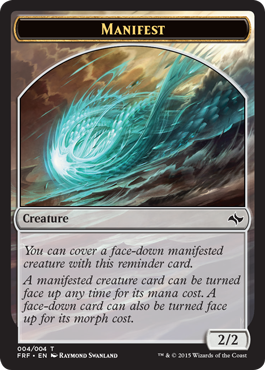 MANIFEST
Creature
You can cover a face-down manifested
creature with this reminder card.
A manifested creature card can be turned
face up any time for its mana cost. A
face-down card can also be turned face
up for its morph cost.
2/2
004/004 T
FRF • EN RAYMOND SWANLAND
™ & © 2015 Wizards of the Coast